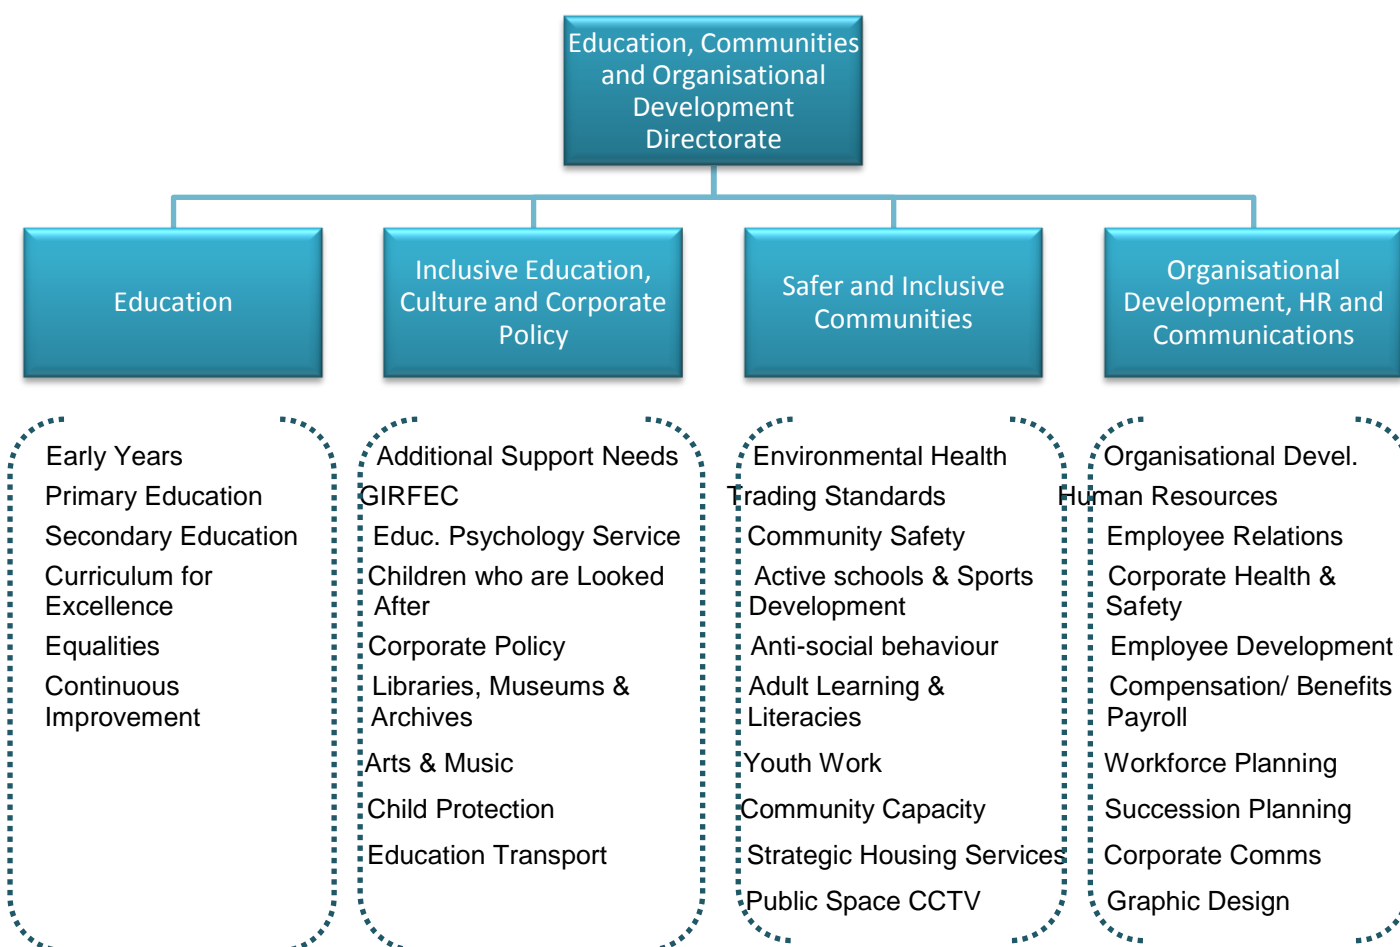 Education, Communities
and Organisational
Development
Directorate
Education
Inclusive Education,
Culture and Corporate
Policy
Safer and Inclusive
Communities
Organisational
Development, HR and
Communications
Early Years
Primary Education
Secondary Education
Curriculum for
Excellence
Equalities
Continuous
Improvement
Additional Support Needs
GIRFEC
Educ. Psychology Service
Children who are Looked
After
Corporate Policy
Libraries, Museums &
Archives
Arts & Music
Child Protection
Education Transport
Environmental Health
Trading Standards
Community Safety
Active schools & Sports
Development
Anti-social behaviour
Adult Learning &
Literacies
Youth Work
Community Capacity
Strategic Housing Services
Public Space CCTV
Organisational Devel.
Human Resources
Employee Relations
Corporate Health &
Safety
Employee Development
Compensation/ Benefits
Payroll
Workforce Planning
Succession Planning
Corporate Comms
Graphic Design